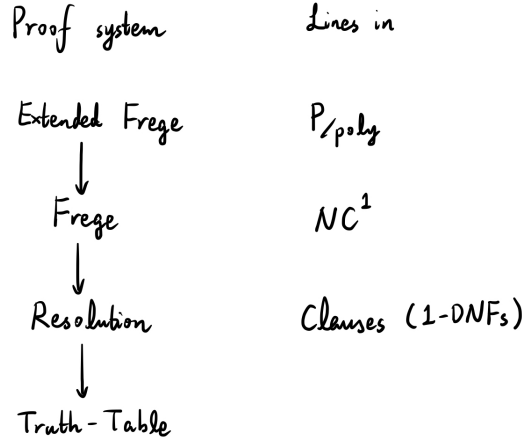 Proof system Lines in
Extended Frege P/poly
Frege NC¹
Resolution Clauses (1-DNFs)
Truth-Table